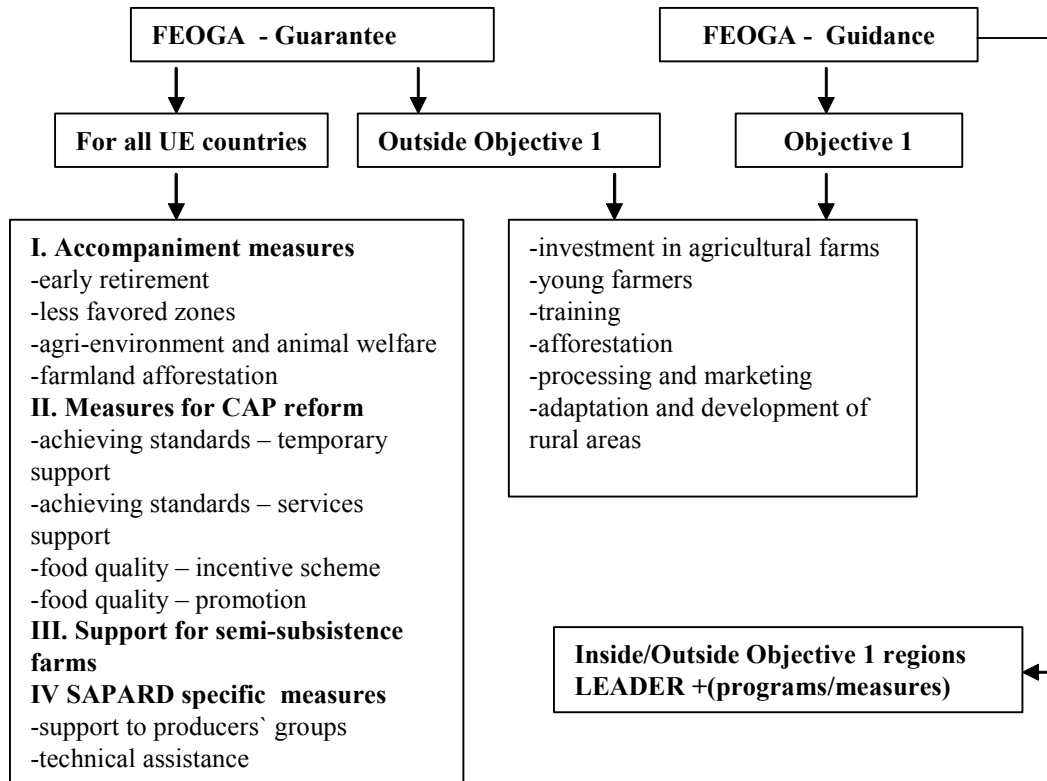 FEOGA - Guarantee
FEOGA - Guidance
For all UE countries
Outside Objective 1
Objective 1
I. Accompaniment measures
-early retirement
-less favored zones
-agri-environment and animal welfare
-farmland afforestation
II. Measures for CAP reform
-achieving standards – temporary
support
-achieving standards – services
support
-food quality – incentive scheme
-food quality – promotion
III. Support for semi-subsistence
farms
IV SAPARD specific measures
-support to producers` groups
-technical assistance
-investment in agricultural farms
-young farmers
-training
-afforestation
-processing and marketing
-adaptation and development of
rural areas
Inside/Outside Objective 1 regions
LEADER +(programs/measures)